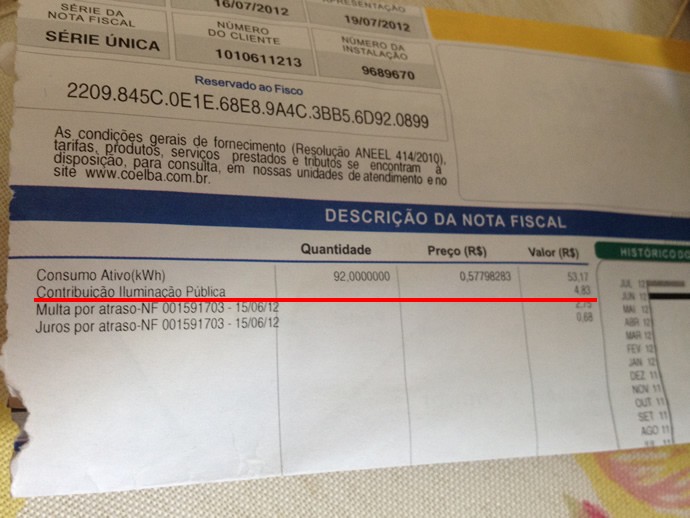 SÉRIE DA
NOTA FISCAL
SÉRIE ÚNICA
16/07/2012
NÚMERO
DO CLIENTE
1010611213
APRESENTAÇÃO
19/07/2012
NÚMERO DA
INSTALAÇÃO
9689670
Reservado ao Fisco
2209.845C.0E1E.68E8.9A4C.3BB5.6D92.0899
As condições gerais de fornecimento (Resolução ANEEL 414/2010),
tarifas, produtos, serviços prestados e tributos se encontram à
disposição, para consulta, em nossas unidades de atendimento e no
site www.coelba.com.br.
DESCRIÇÃO DA NOTA FISCAL
Quantidade Preço (R$) Valor (R$)
Consumo Ativo(kWh) 92,0000000 0,57798283 53,17
Contribuição Iluminação Pública 4,83
Multa por atraso-NF 001591703 - 15/06/12 2,75
Juros por atraso-NF 001591703 - 15/06/12 0,68
HISTÓRICO DO
JUL 12
JUN 12
MAI 12
ABR 12
MAR 12
FEV 12
JAN 12
DEZ 11
NOV 11
OUT 11
SET 11
AGO 11